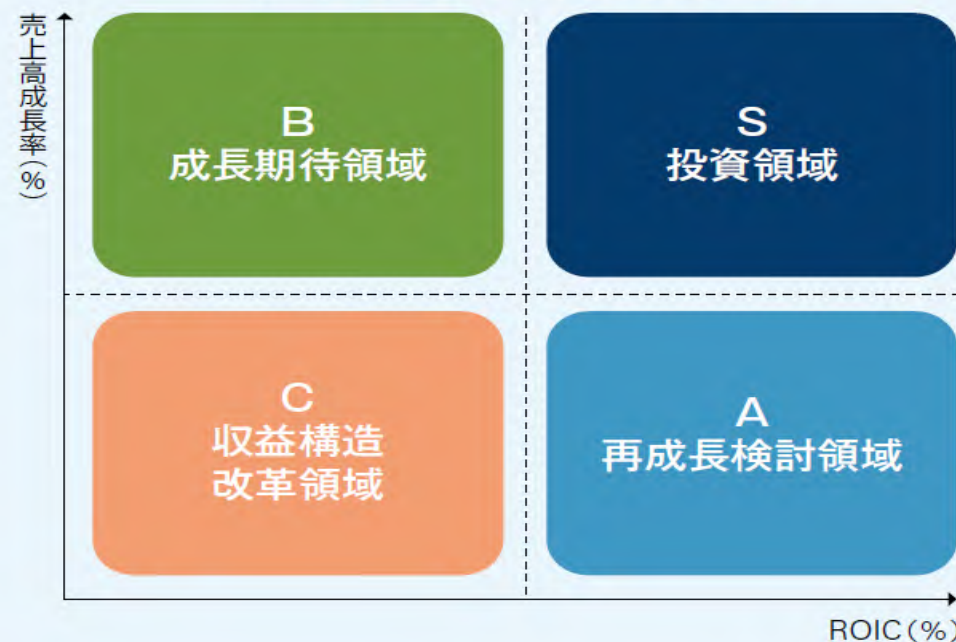 売上高成長率(%)
B
成長期待領域
S
投資領域
C
収益構造
改革領域
A
再成長検討領域
ROIC(%)